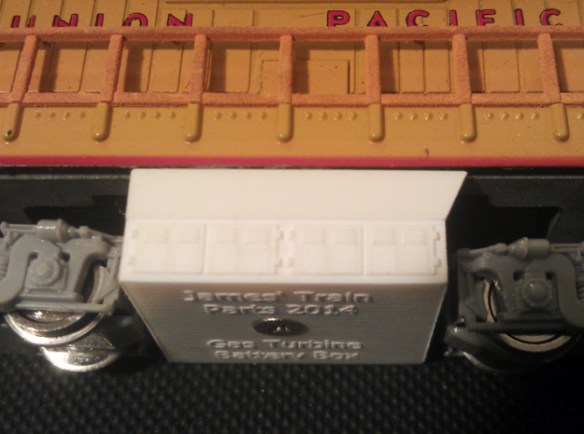 UNION PACIFIC
James' Train
Parts 2014
Gas Turbine
Battery Box